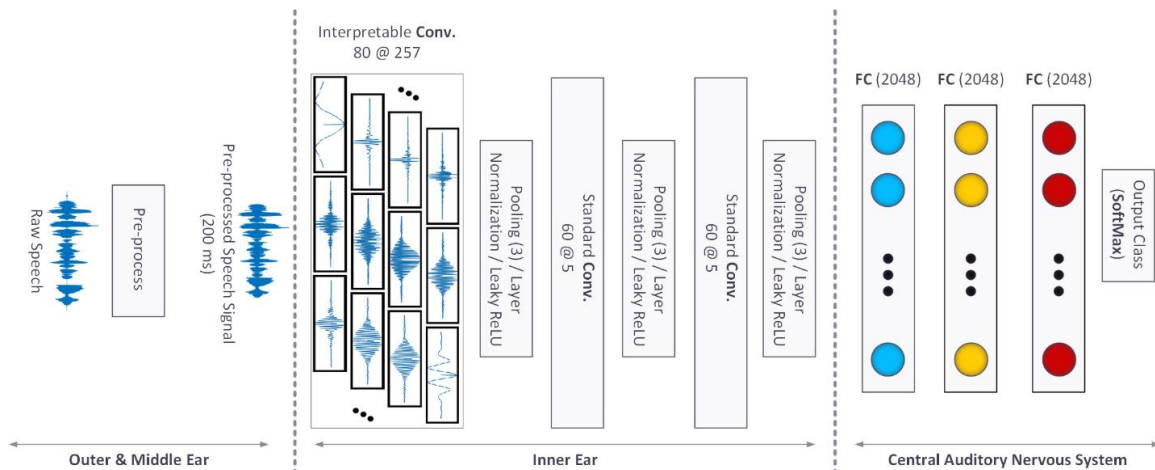 Raw Speech
Pre-process
Pre-processed Speech Signal
(200 ms)
Outer & Middle Ear
Interpretable Conv.
80 @ 257
Pooling (3) / Layer
Normalization / Leaky ReLU
Standard Conv.
60 @ 5
Pooling (3) / Layer
Normalization / Leaky ReLU
Standard Conv.
60 @ 5
Pooling (3) / Layer
Normalization / Leaky ReLU
Inner Ear
FC (2048)
FC (2048)
FC (2048)
Output Class
(SoftMax)
Central Auditory Nervous System